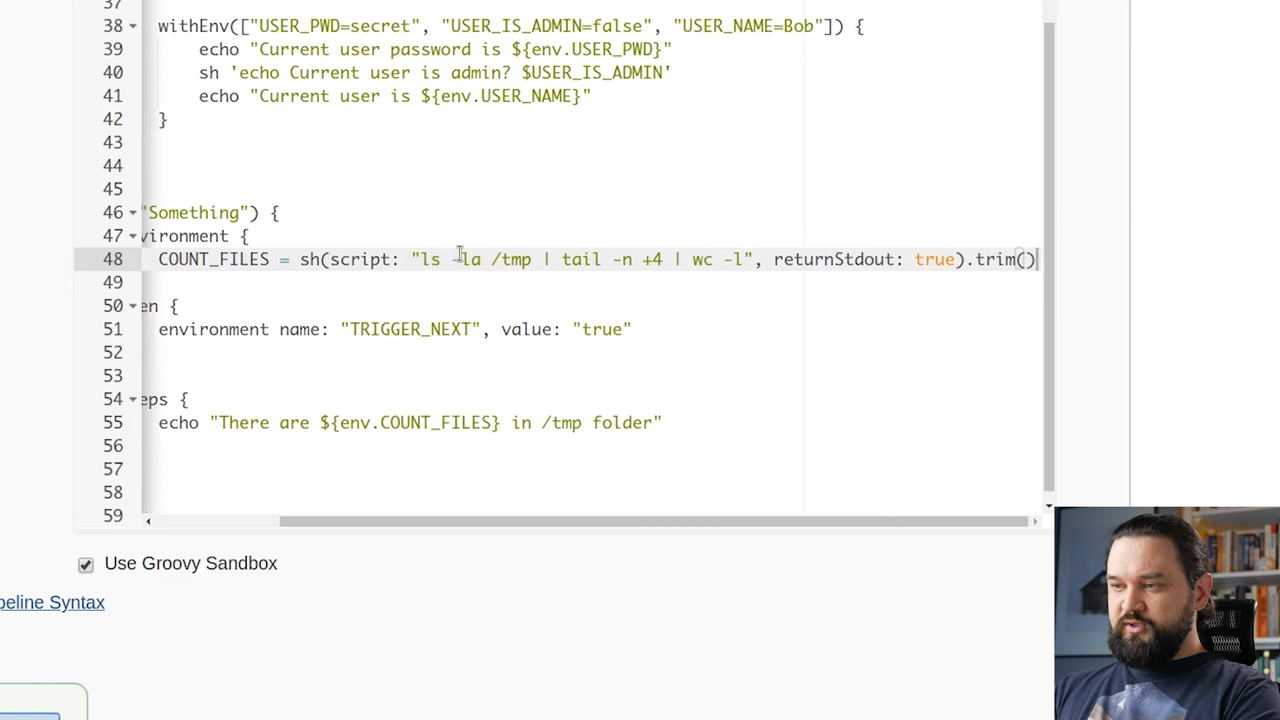 37
38 withEnv(["USER_PWD=secret", "USER_IS_ADMIN=false", "USER_NAME=Bob"]) {
39 echo "Current user password is ${env.USER_PWD}"
40 sh 'echo Current user is admin? $USER_IS_ADMIN'
41 echo "Current user is ${env.USER_NAME}"
42 }
43
44
45
46 "Something") {
47 vironment {
48 COUNT_FILES = sh(script: "ls -la /tmp | tail -n +4 | wc -l", returnStdout: true).trim()
49
50 en {
51 environment name: "TRIGGER_NEXT", value: "true"
52
53
54 eps {
55 echo "There are ${env.COUNT_FILES} in /tmp folder"
56
57
58
59
Use Groovy Sandbox
peline Syntax